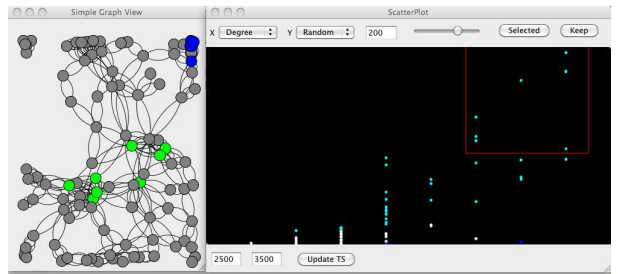 Simple Graph View
ScatterPlot
X Degree Y Random 200 Selected Keep
2500 3500 Update TS